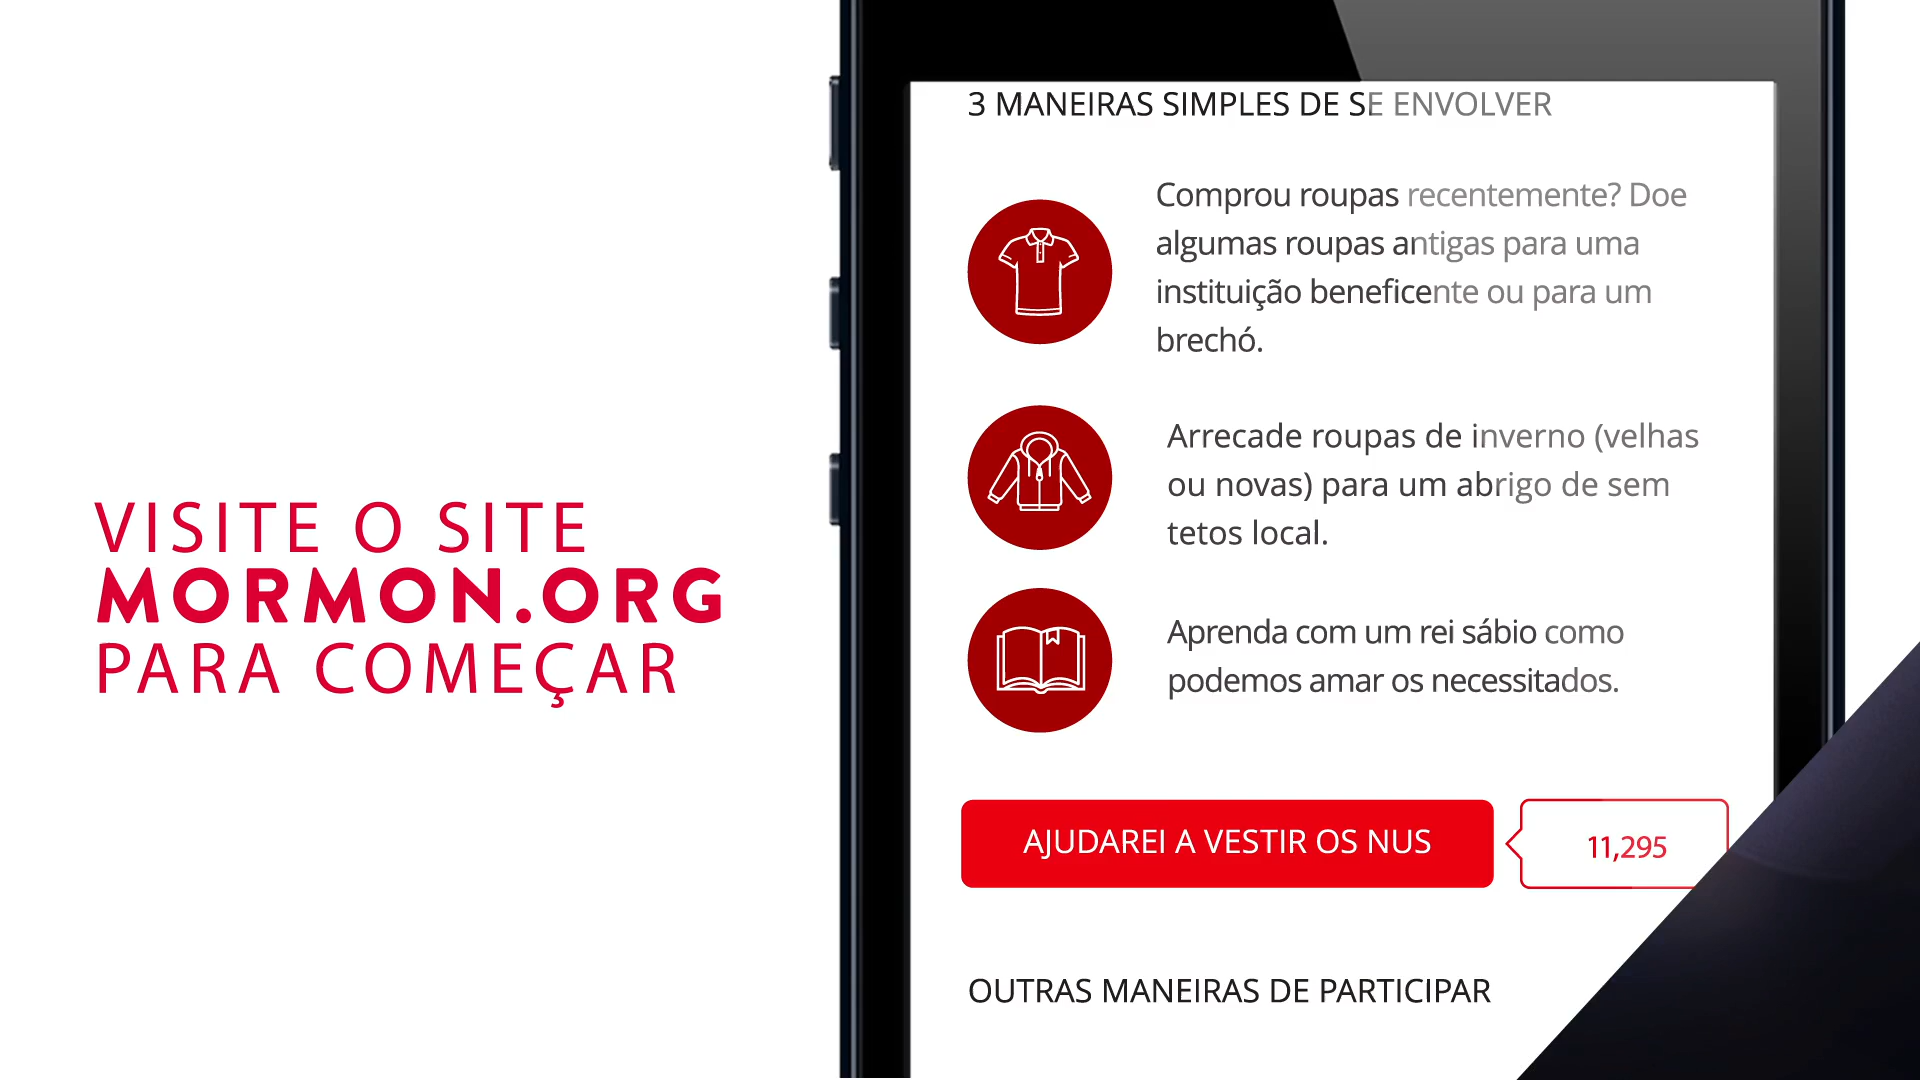 VISITE O SITE
MORMON.ORG
PARA COMEÇAR
3 MANEIRAS SIMPLES DE SE ENVOLVER
Comprou roupas recentemente? Doe
algumas roupas antigas para uma
instituição beneficente ou para um
brechó.
Arrecade roupas de inverno (velhas
ou novas) para um abrigo de sem
tetos local.
Aprenda com um rei sábio como
podemos amar os necessitados.
AJUDAREI A VESTIR OS NUS
11,295
OUTRAS MANEIRAS DE PARTICIPAR